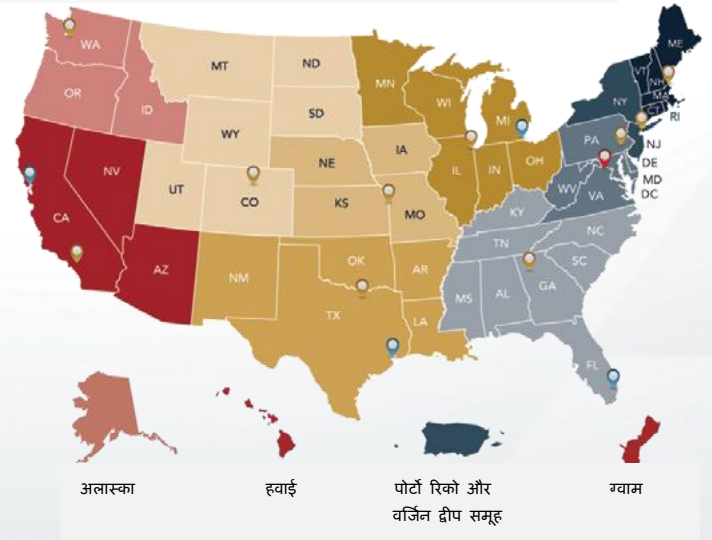 WA
MT
ND
MN
ME
VT
NH
OR
ID
SD
WI
MI
NY
MA
CT
RI
WY
IA
PA
NJ
NV
NE
IL
IN
OH
DE
UT
CO
KS
MO
WV
VA
MD
DC
CA
KY
NC
AZ
NM
OK
AR
TN
SC
TX
LA
MS
AL
GA
FL
अलास्का
हवाई
पोर्टो रिको और
वर्जिन द्वीप समूह
ग्वाम